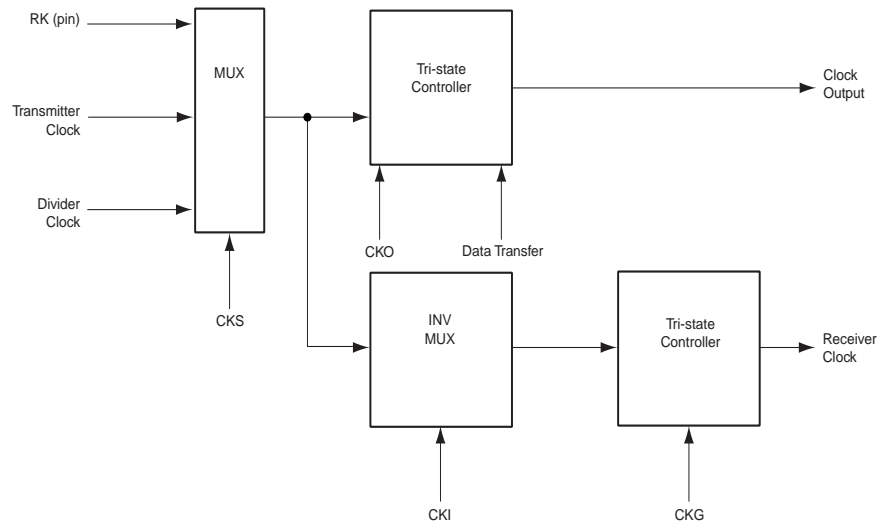 RK (pin)
MUX
Tri-state
Controller
Clock
Output
Transmitter
Clock
Divider
Clock
CKO
Data Transfer
CKS
INV
MUX
Tri-state
Controller
Receiver
Clock
CKI
CKG